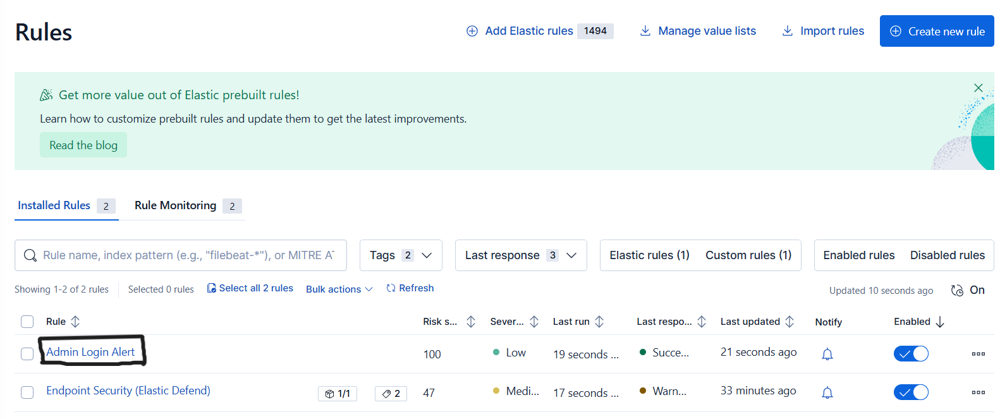 Rules
Add Elastic rules 1494 Manage value lists Import rules Create new rule
Get more value out of Elastic prebuilt rules!
Learn how to customize prebuilt rules and update them to get the latest improvements.
Read the blog
Installed Rules 2 Rule Monitoring 2
Rule name, index pattern (e.g., "filebeat-*"), or MITRE AT Tags 2 Last response 3 Elastic rules (1) Custom rules (1) Enabled rules Disabled rules
Showing 1-2 of 2 rules Selected 0 rules Select all 2 rules Bulk actions Refresh Updated 10 seconds ago On
Rule Risk s... Sever... Last run Last respo... Last updated Notify Enabled
Admin Login Alert 100 Low 19 seconds ... Succe... 21 seconds ago
Endpoint Security (Elastic Defend) 1/1 2 47 Medi... 17 seconds ... Warn... 33 minutes ago